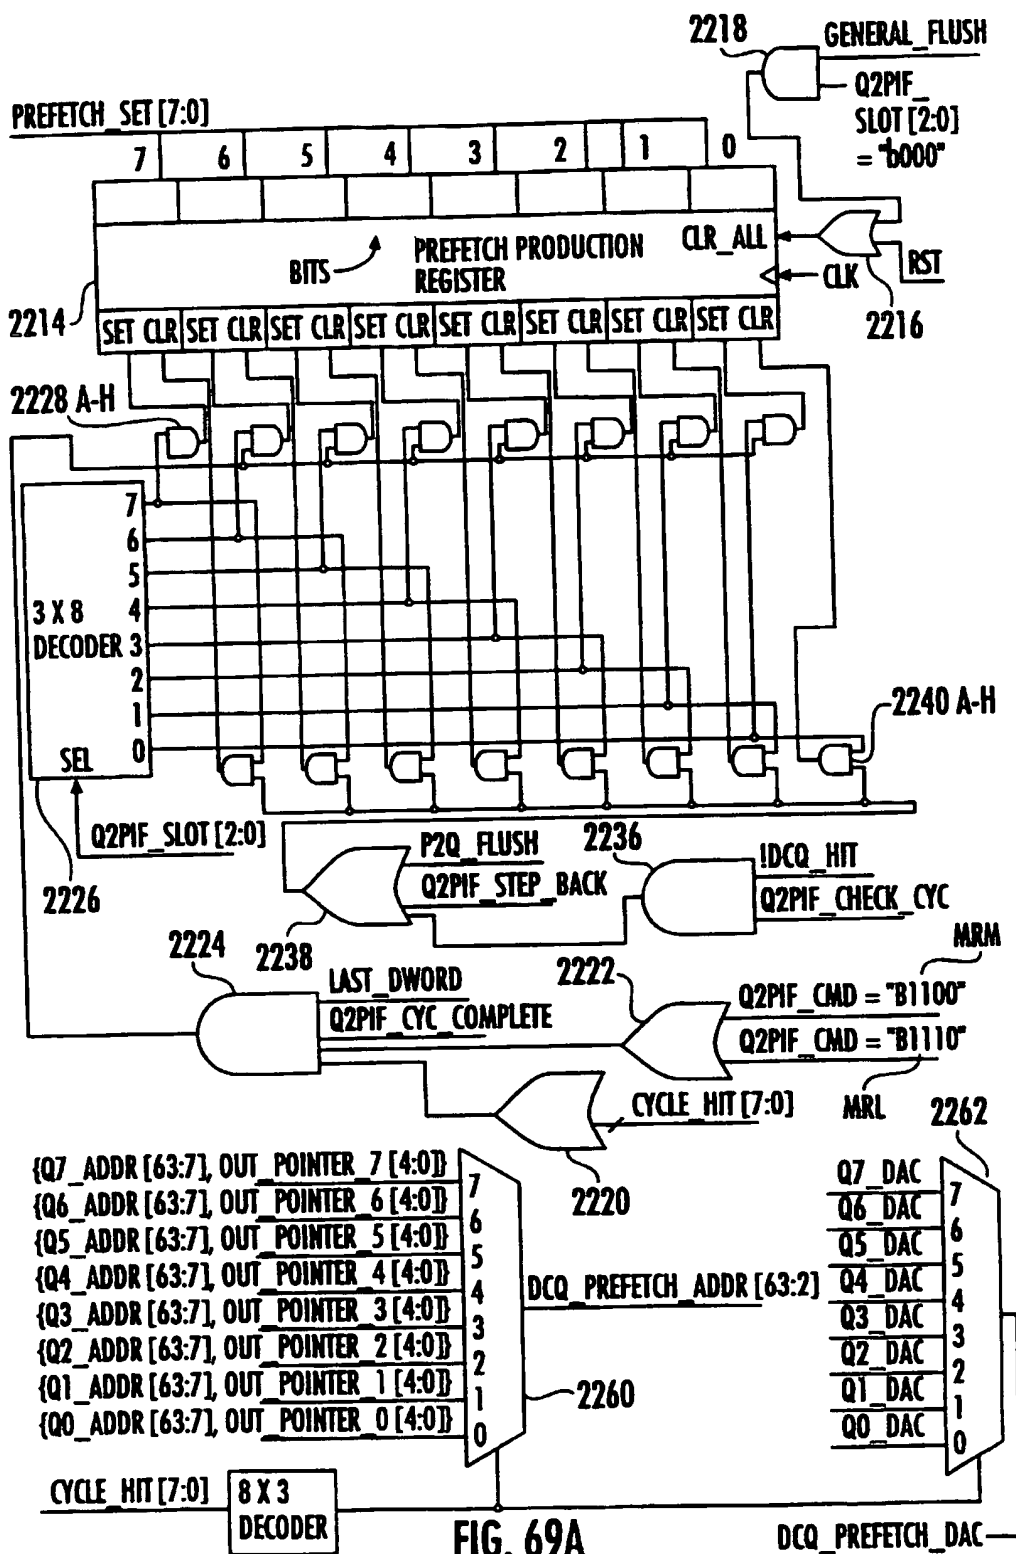 2218
GENERAL_FLUSH
Q2PIF_
SLOT [2:0]
= "b000"
PREFETCH_SET [7:0]
7 6 5 4 3 2 1 0
CLR_ALL
BITS
PREFETCH PRODUCTION
REGISTER
CLK
RST
2214
2216
SET CLR SET CLR SET CLR SET CLR SET CLR SET CLR SET CLR SET CLR
2228 A-H
7
6
5
4
3
2
1
0
3 X 8
DECODER
SEL
2240 A-H
Q2PIF_SLOT [2:0]
2226
P2Q_FLUSH
Q2PIF_STEP_BACK
2238
2236
!DCQ_HIT
Q2PIF_CHECK_CYC
2224
LAST_DWORD
Q2PIF_CYC_COMPLETE
2222
MRM
Q2PIF_CMD = "B1100"
Q2PIF_CMD = "B1110"
MRL
CYCLE_HIT [7:0]
2220
2262
{Q7_ADDR [63:7], OUT_POINTER_7 [4:0]} 7
{Q6_ADDR [63:7], OUT_POINTER_6 [4:0]} 6
{Q5_ADDR [63:7], OUT_POINTER_5 [4:0]} 5
{Q4_ADDR [63:7], OUT_POINTER_4 [4:0]} 4
{Q3_ADDR [63:7], OUT_POINTER_3 [4:0]} 3
{Q2_ADDR [63:7], OUT_POINTER_2 [4:0]} 2
{Q1_ADDR [63:7], OUT_POINTER_1 [4:0]} 1
{Q0_ADDR [63:7], OUT_POINTER_0 [4:0]} 0
DCQ_PREFETCH_ADDR [63:2]
2260
Q7_DAC 7
Q6_DAC 6
Q5_DAC 5
Q4_DAC 4
Q3_DAC 3
Q2_DAC 2
Q1_DAC 1
Q0_DAC 0
CYCLE_HIT [7:0]
8 X 3
DECODER
FIG. 69A
DCQ_PREFETCH_DAC